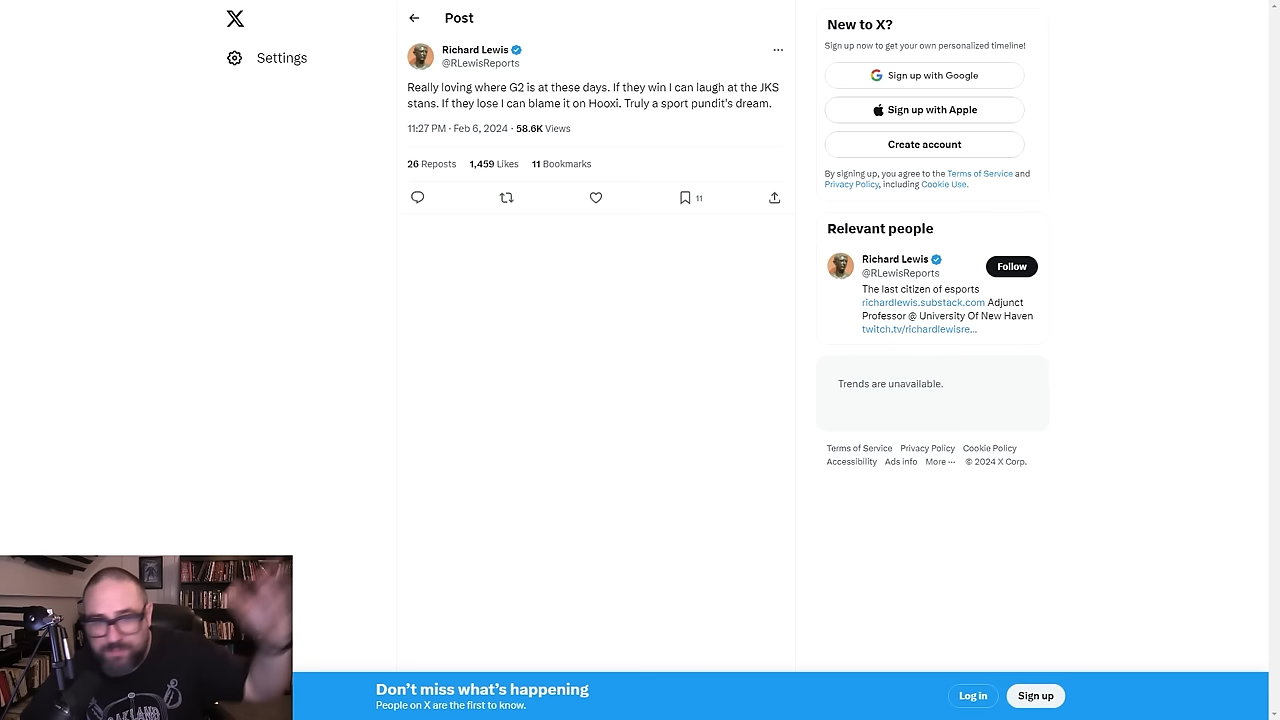 Settings
Post
Richard Lewis
@RLewisReports
Really loving where G2 is at these days. If they win I can laugh at the JKS
stans. If they lose I can blame it on Hooxi. Truly a sport pundit's dream.
11:27 PM · Feb 6, 2024 · 58.6K Views
26 Reposts 1,459 Likes 11 Bookmarks
11
New to X?
Sign up now to get your own personalized timeline!
Sign up with Google
Sign up with Apple
Create account
By signing up, you agree to the Terms of Service and
Privacy Policy, including Cookie Use.
Relevant people
Richard Lewis
@RLewisReports
Follow
The last citizen of esports
richardlewis.substack.com Adjunct
Professor @ University Of New Haven
twitch.tv/richardlewisre...
Trends are unavailable.
Terms of Service Privacy Policy Cookie Policy
Accessibility Ads info More ··· © 2024 X Corp.
OAKLAND
Don't miss what's happening
People on X are the first to know.
Log in
Sign up